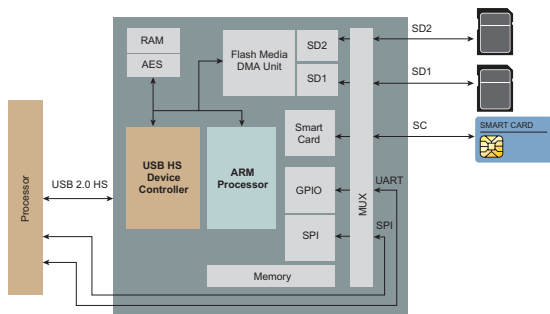 RAM
AES
Flash Media
DMA Unit
SD2
SD1
SD2
SD1
SC
SMART CARD
Smart
Card
USB HS
Device
Controller
ARM
Processor
GPIO
SPI
MUX
UART
SPI
Memory
Processor
USB 2.0 HS